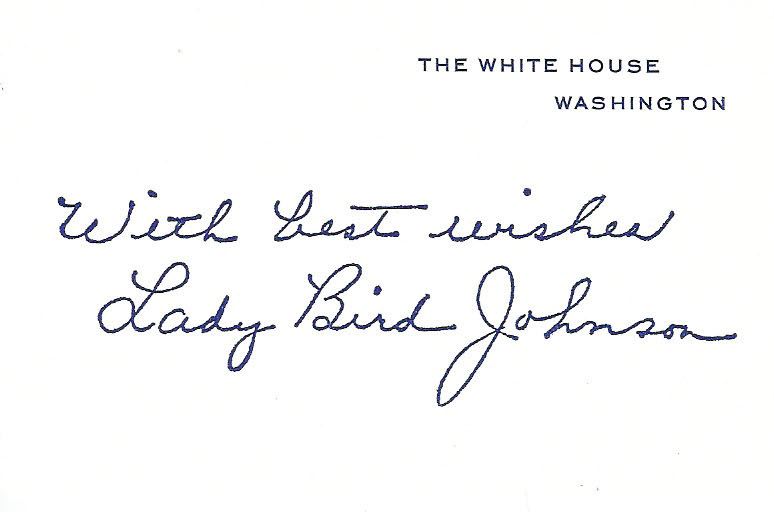 THE WHITE HOUSE
WASHINGTON
With best wishes
Lady Bird Johnson